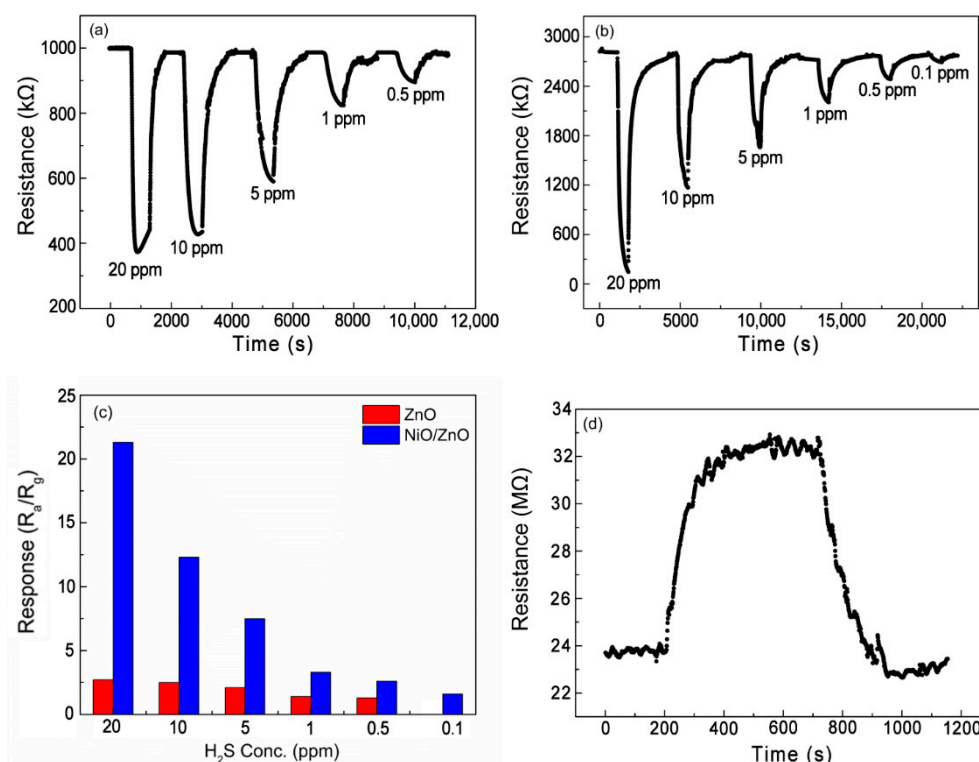 (a)
Resistance (kΩ)
1000
800
600
400
200
20 ppm
10 ppm
5 ppm
1 ppm
0.5 ppm
0 2000 4000 6000 8000 10,000 12,000
Time (s)
(b)
Resistance (kΩ)
3000
2400
1800
1200
600
0
20 ppm
10 ppm
5 ppm
1 ppm
0.5 ppm
0.1 ppm
0 5000 10,000 15,000 20,000
Time (s)
(c)
ZnO
NiO/ZnO
Response (Ra/Rg)
25
20
15
10
5
0
20 10 5 1 0.5 0.1
H2S Conc. (ppm)
(d)
Resistance (MΩ)
34
32
30
28
26
24
22
0 200 400 600 800 1000 1200
Time (s)